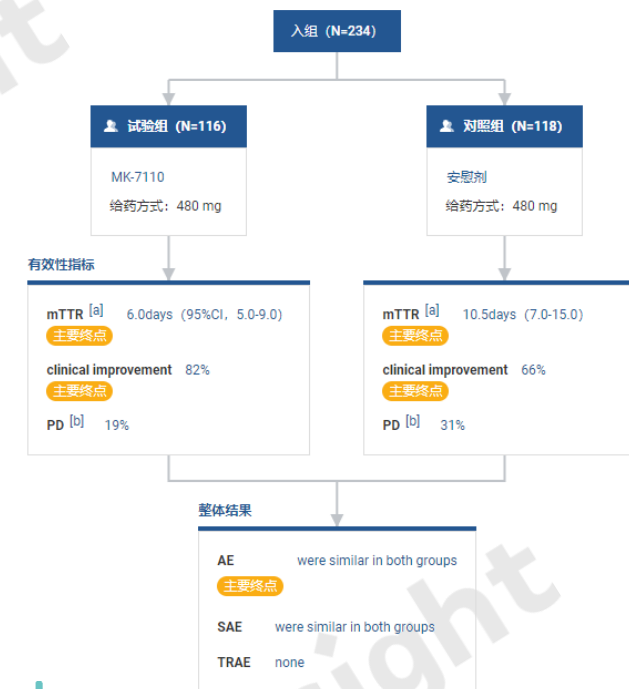 入组（N=234）
试验组（N=116）
对照组（N=118）
MK-7110
给药方式：480 mg
安慰剂
给药方式：480 mg
有效性指标
mTTR [a] 6.0days（95%CI，5.0-9.0）
主要终点
clinical improvement 82%
主要终点
PD [b] 19%
mTTR [a] 10.5days（7.0-15.0）
主要终点
clinical improvement 66%
主要终点
PD [b] 31%
整体结果
AE were similar in both groups
主要终点
SAE were similar in both groups
TRAE none